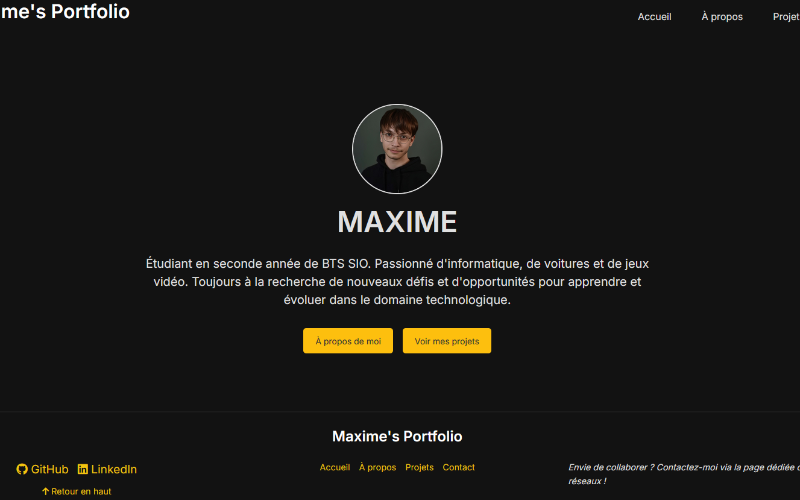 me's Portfolio
Accueil À propos Projet
MAXIME
Étudiant en seconde année de BTS SIO. Passionné d'informatique, de voitures et de jeux
vidéo. Toujours à la recherche de nouveaux défis et d'opportunités pour apprendre et
évoluer dans le domaine technologique.
À propos de moi Voir mes projets
Maxime's Portfolio
GitHub LinkedIn
Retour en haut
Accueil À propos Projets Contact
Envie de collaborer ? Contactez-moi via la page dédiée
réseaux !